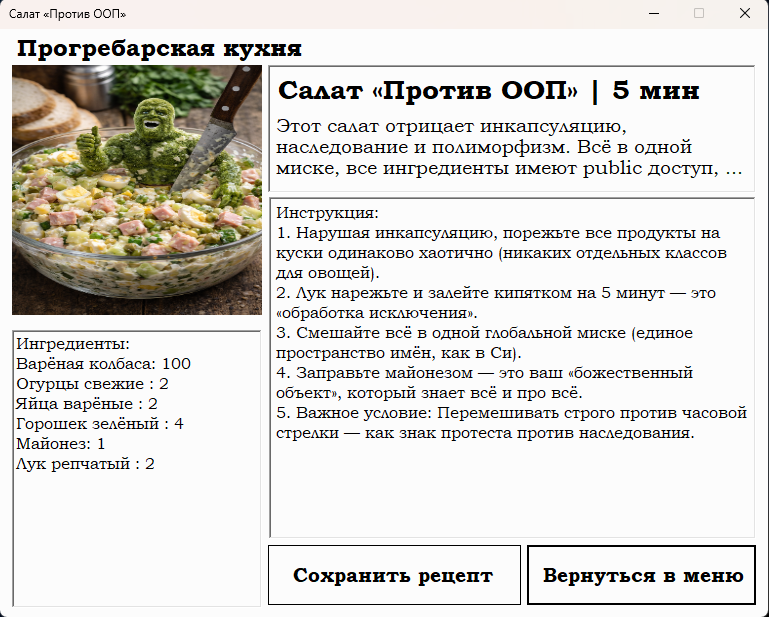 Салат «Против ООП»
Прогребарская кухня
Салат «Против ООП» | 5 мин
Этот салат отрицает инкапсуляцию,
наследование и полиморфизм. Всё в одной
миске, все ингредиенты имеют public доступ, ...
Инструкция:
1. Нарушая инкапсуляцию, порежьте все продукты на
куски одинаково хаотично (никаких отдельных классов
для овощей).
2. Лук нарежьте и залейте кипятком на 5 минут — это
«обработка исключения».
3. Смешайте всё в одной глобальной миске (единое
пространство имён, как в Си).
4. Заправьте майонезом — это ваш «божественный
объект», который знает всё и про всё.
5. Важное условие: Перемешивать строго против часовой
стрелки — как знак протеста против наследования.
Ингредиенты:
Варёная колбаса: 100
Огурцы свежие : 2
Яйца варёные : 2
Горошек зелёный : 4
Майонез: 1
Лук репчатый : 2
Сохранить рецепт
Вернуться в меню